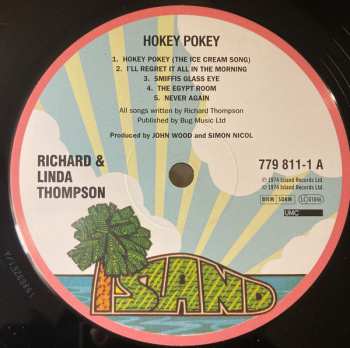 HOKEY POKEY
1. HOKEY POKEY (THE ICE CREAM SONG)
2. I'LL REGRET IT ALL IN THE MORNING
3. SMIFFIS GLASS EYE
4. THE EGYPT ROOM
5. NEVER AGAIN
All songs written by Richard Thompson
Published by Bug Music Ltd
Produced by JOHN WOOD and SIMON NICOL
RICHARD &
LINDA
THOMPSON
779 811-1 A
℗ 1974 Island Records Ltd
© 1974 Island Records Ltd
UMC
ISLAND